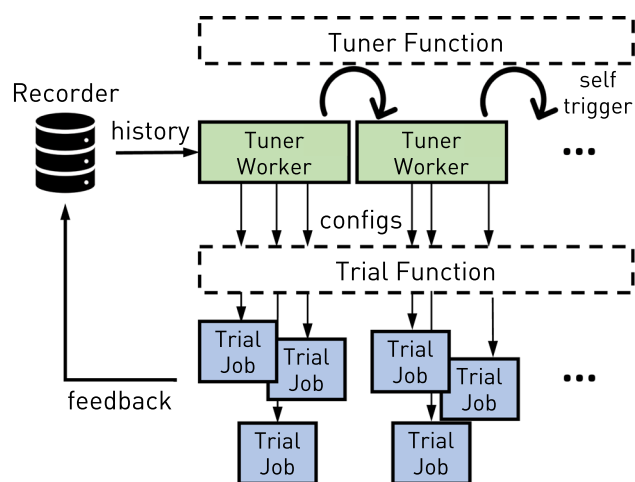 Tuner Function
self
trigger
Recorder
history
Tuner
Worker
Tuner
Worker
...
configs
Trial Function
Trial
Job
Trial
Job
Trial
Job
Trial
Job
Trial
Job
Trial
Job
...
feedback